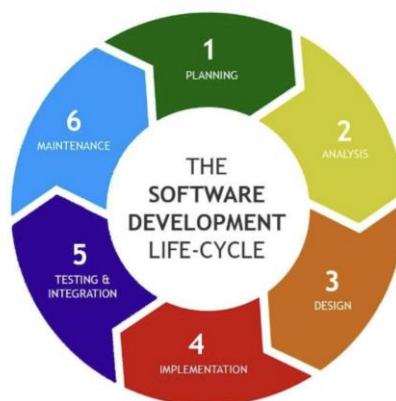 1
PLANNING
2
ANALYSIS
3
DESIGN
4
IMPLEMENTATION
5
TESTING &
INTEGRATION
6
MAINTENANCE
THE
SOFTWARE
DEVELOPMENT
LIFE-CYCLE